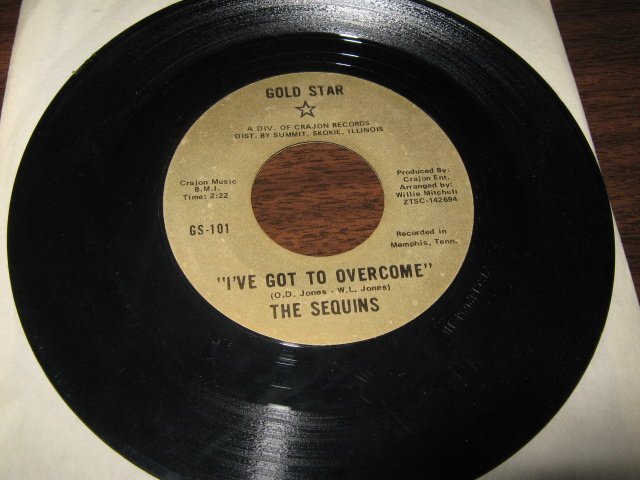 GOLD STAR
A DIV. OF CRAJON RECORDS
DIST. BY SUMMIT, SKOKIE, ILLINOIS
Crajon Music
B.M.I.
Time: 2:22
GS-101
Produced By:
Crajon Ent.
Arranged by:
Willie Mitchell
ZTSC-142694
Recorded in
Memphis, Tenn.
"I'VE GOT TO OVERCOME"
(O.D. Jones - W.L. Jones)
THE SEQUINS